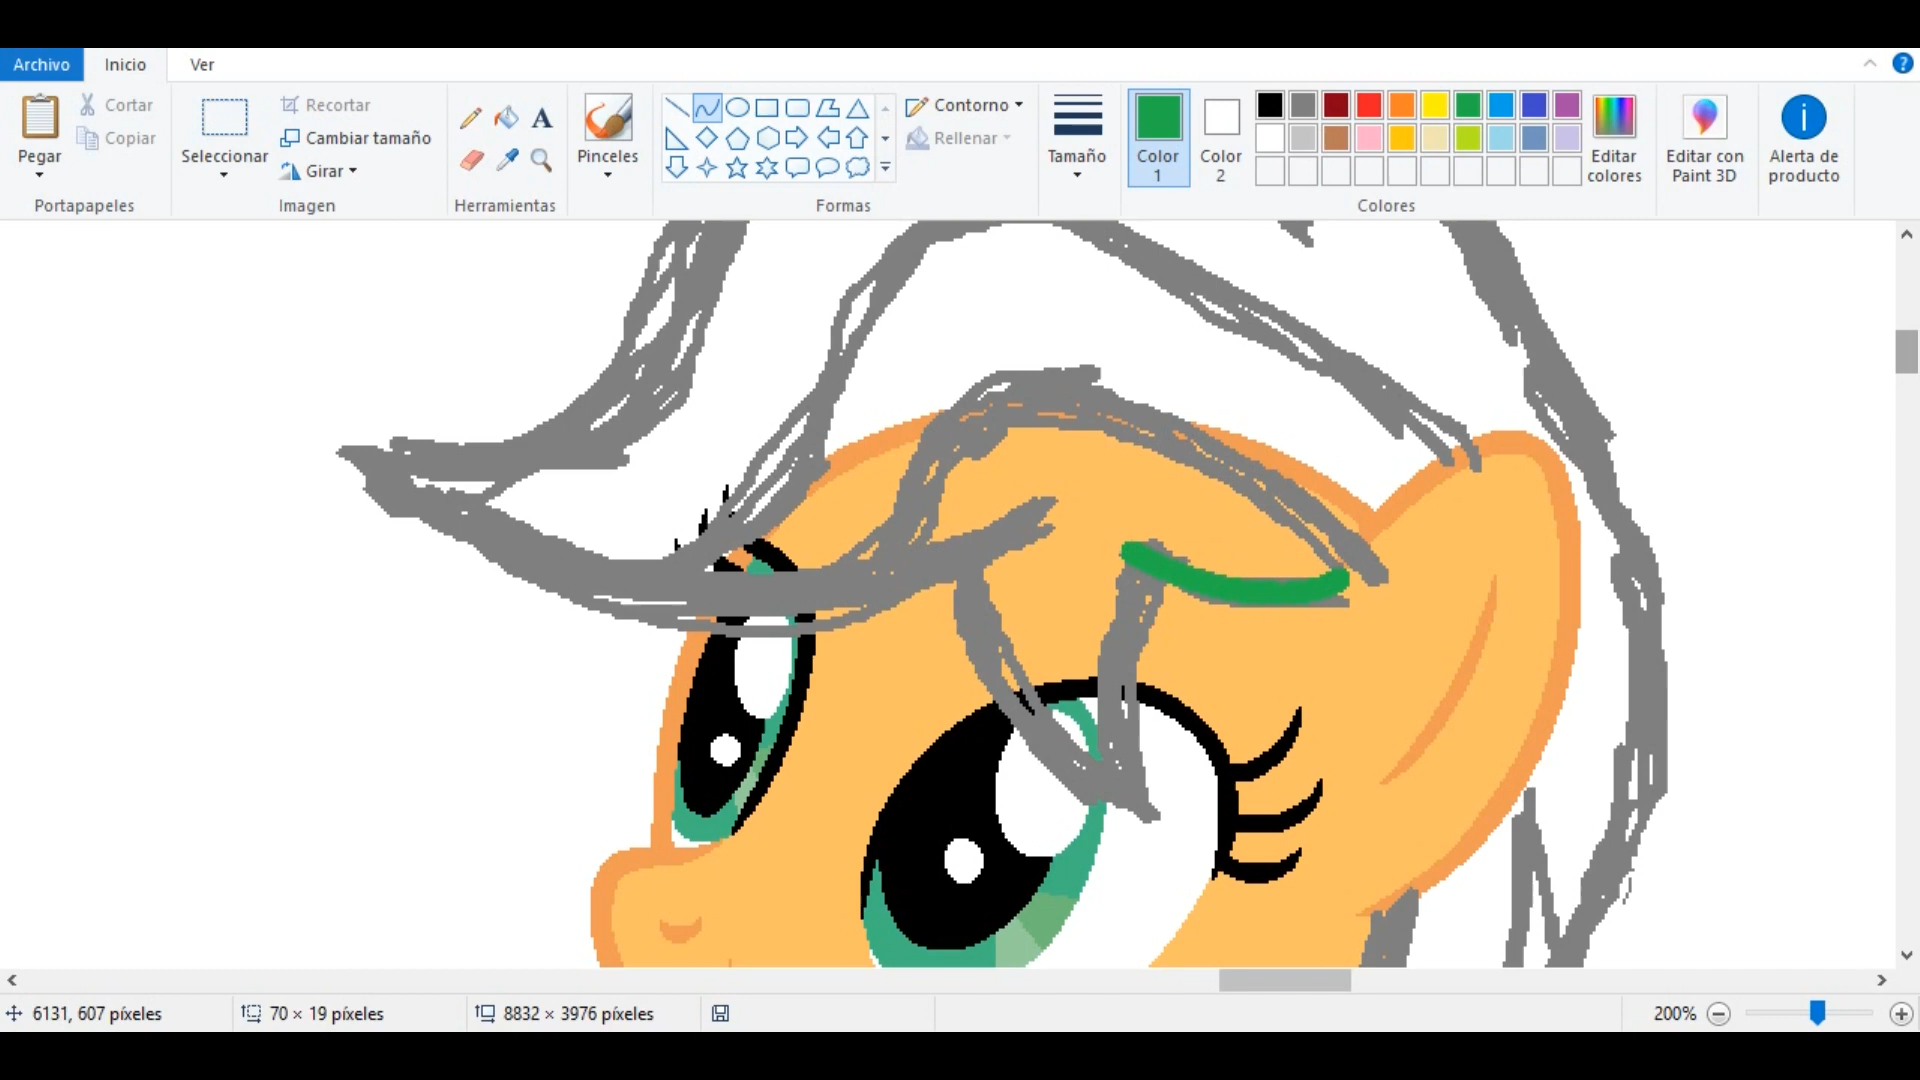 Archivo Inicio Ver
Pegar
Cortar
Copiar
Portapapeles
Seleccionar
Recortar
Cambiar tamaño
Girar
Imagen
A
Herramientas
Pinceles
Contorno
Rellenar
Formas
Tamaño
Color
1
Color
2
Editar
colores
Colores
Editar con
Paint 3D
Alerta de
producto
6131, 607 píxeles 70 × 19 píxeles 8832 × 3976 píxeles 200%